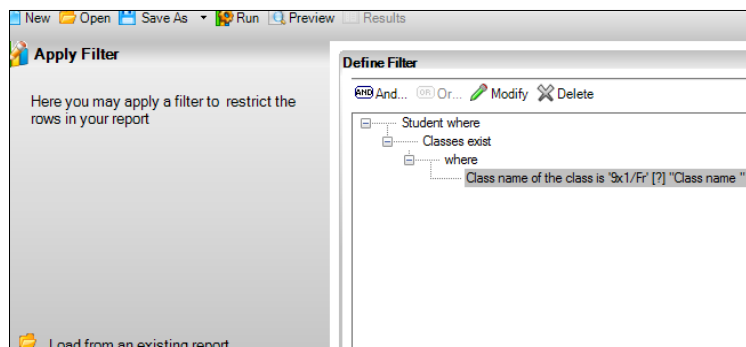 New Open Save As Run Preview Results
Apply Filter
Here you may apply a filter to restrict the
rows in your report
Load from an existing report
Define Filter
AND And... OR Or... Modify Delete
Student where
Classes exist
where
Class name of the class is '9x1/Fr' [?] "Class name "